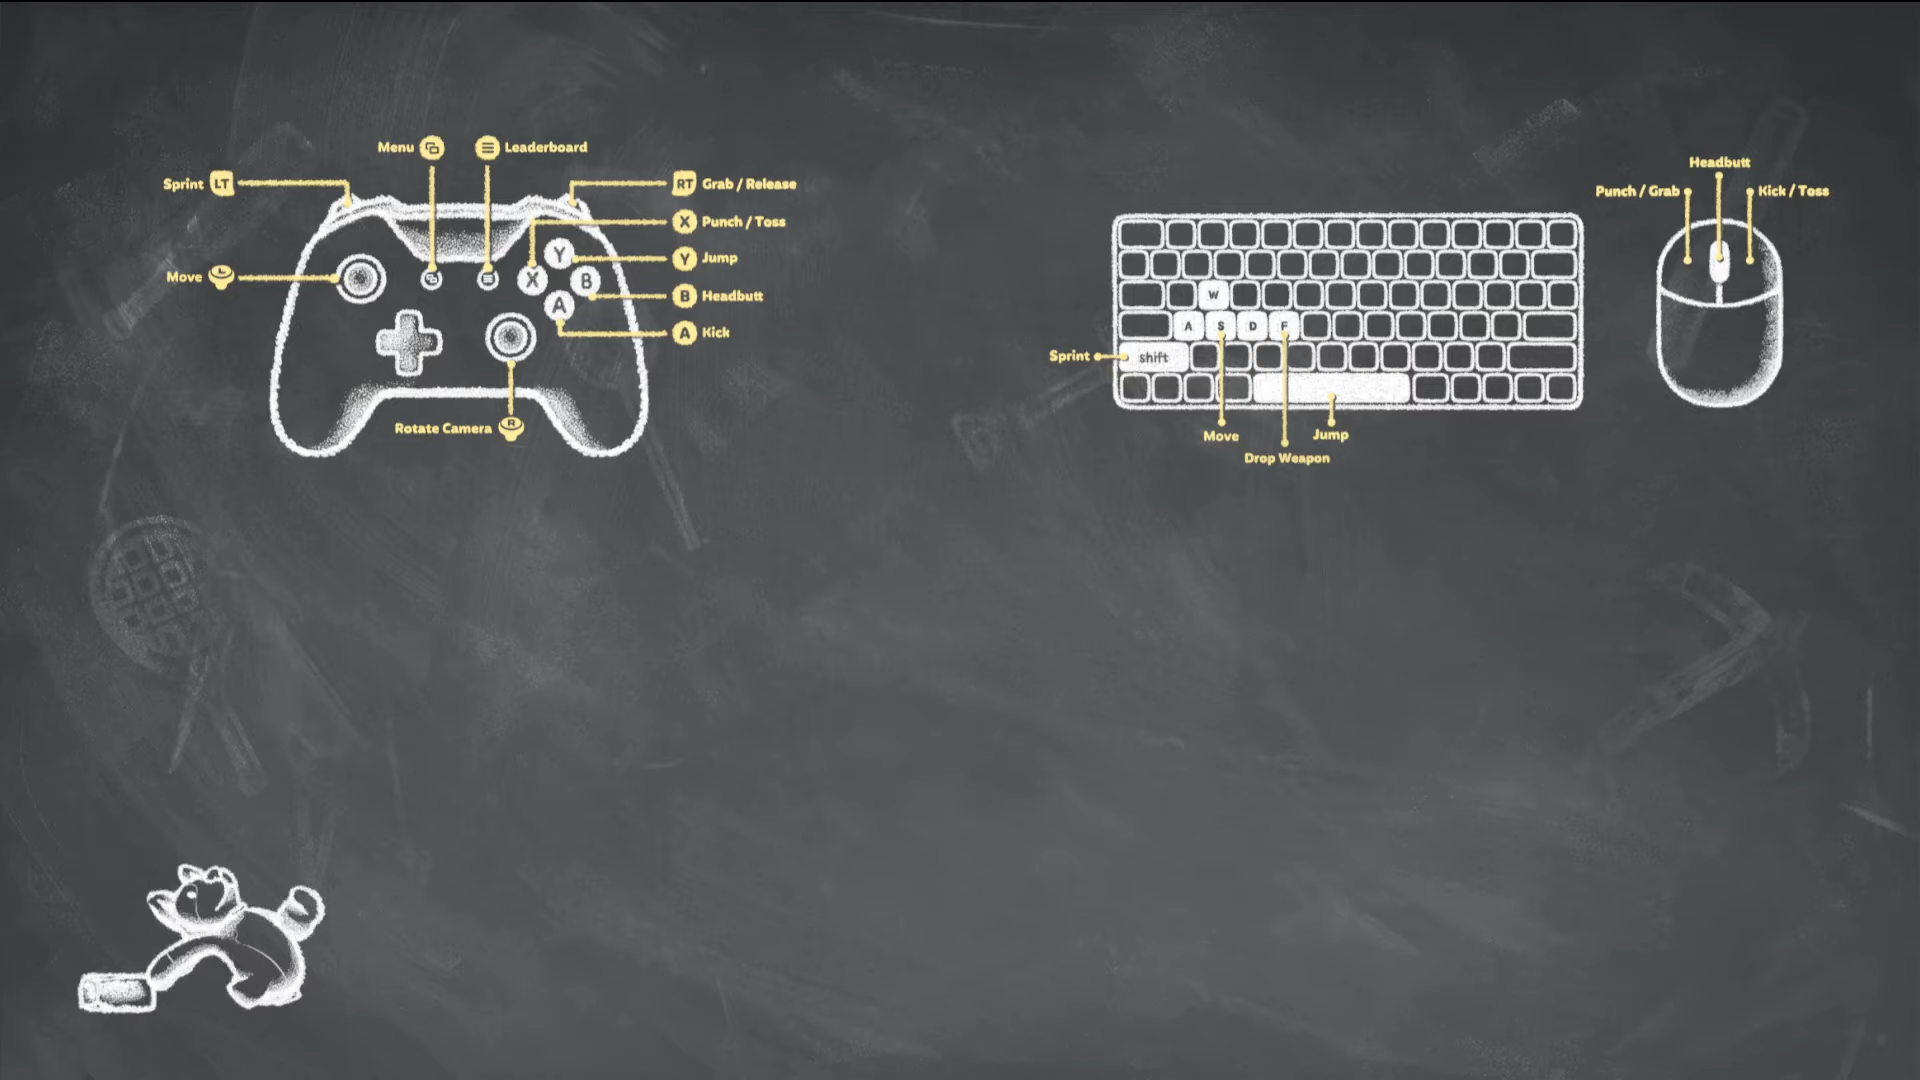 Menu
Leaderboard
Sprint LT
RT Grab / Release
X Punch / Toss
Y Jump
B Headbutt
A Kick
Move L
Y
X
B
A
Rotate Camera R
Headbutt
Punch / Grab
Kick / Toss
W
A S D F
Sprint
shift
Move
Jump
Drop Weapon